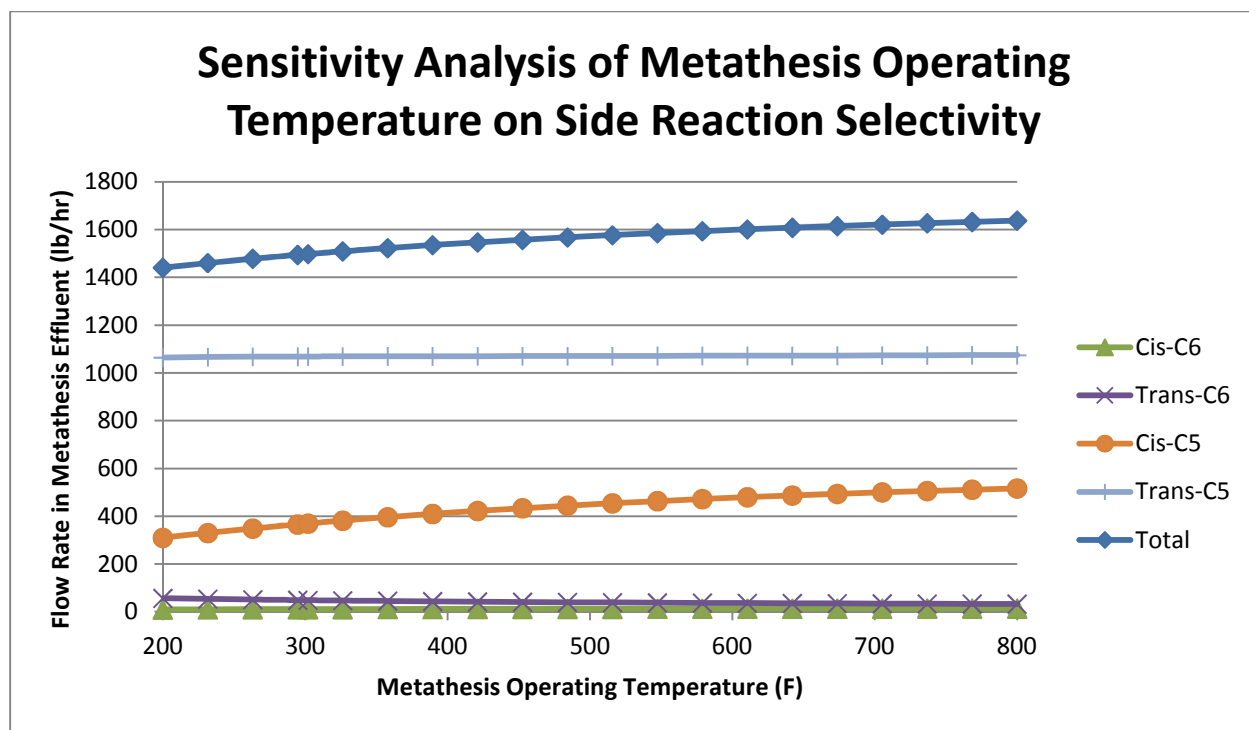 Sensitivity Analysis of Metathesis Operating
Temperature on Side Reaction Selectivity
Flow Rate in Metathesis Effluent (lb/hr)
1800
1600
1400
1200
1000
800
600
400
200
0
200 300 400 500 600 700 800
Metathesis Operating Temperature (F)
Cis-C6
Trans-C6
Cis-C5
Trans-C5
Total